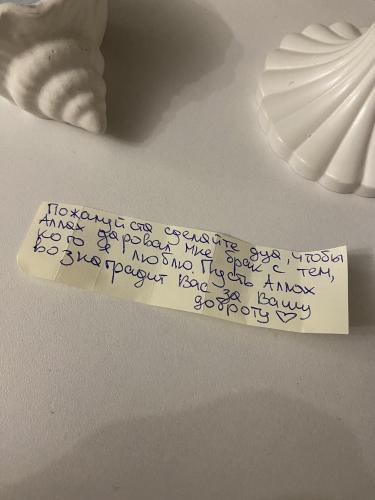 Пожалуйста сделайте дуа, чтобы
Аллах даровал мне брак с тем,
кого я люблю. Пусть Аллах
вознаградит Вас за Вашу
доброту ♡